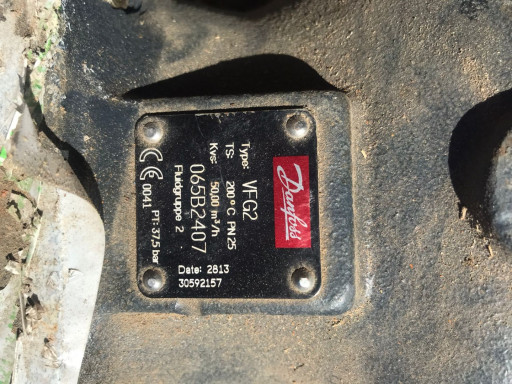 Danfoss
Type: VFG2
TS: 200°C PN25
Kvs: 50,00 m³/h
065B2407
Fluidgruppe 2
CE 0041 PT: 37,5 bar
Date: 2813
30592157